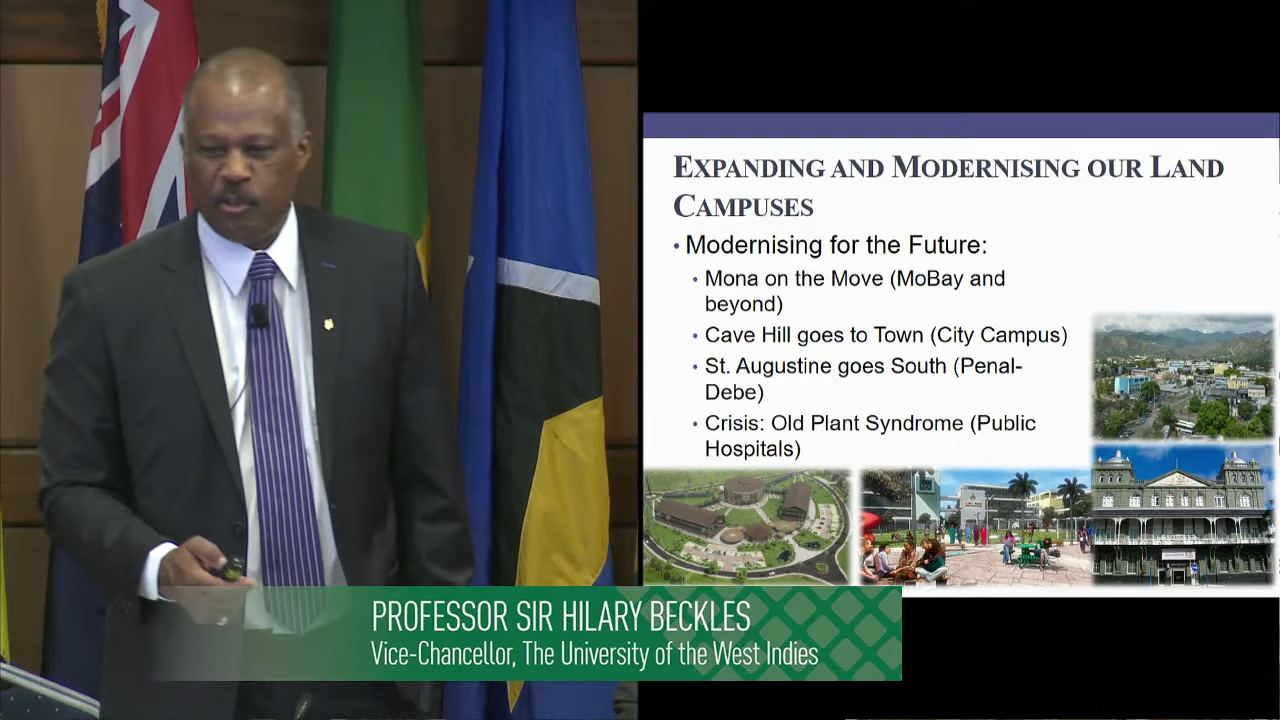 EXPANDING AND MODERNISING OUR LAND
CAMPUSES
• Modernising for the Future:
• Mona on the Move (MoBay and
beyond)
• Cave Hill goes to Town (City Campus)
• St. Augustine goes South (Penal-
Debe)
• Crisis: Old Plant Syndrome (Public
Hospitals)
PROFESSOR SIR HILARY BECKLES
Vice-Chancellor, The University of the West Indies